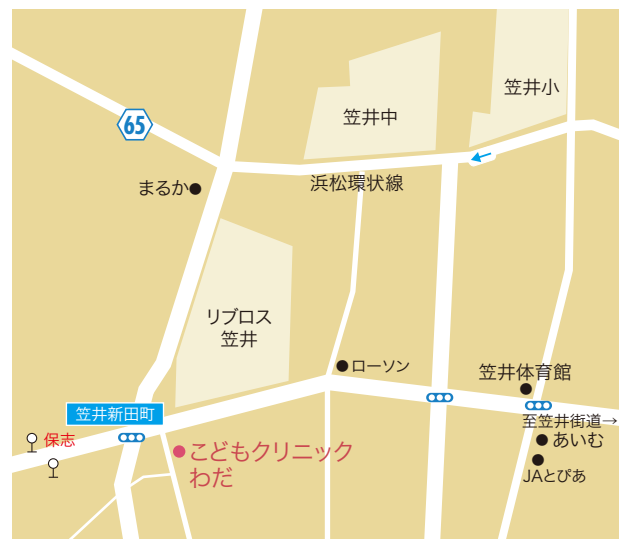 笠井小
笠井中
65
浜松環状線
まるか
リブロス
笠井
ローソン
笠井体育館
笠井新田町
至笠井街道→
保志
あいむ
こどもクリニック
わだ
JAとぴあ